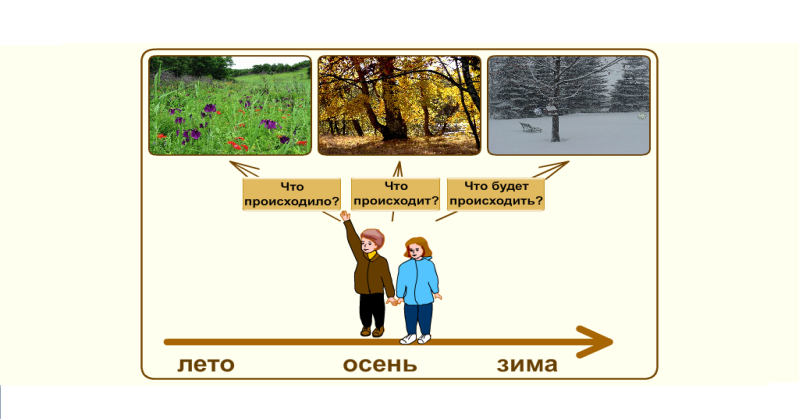 Что
происходило?
Что
происходит?
Что будет
происходить?
лето
осень
зима